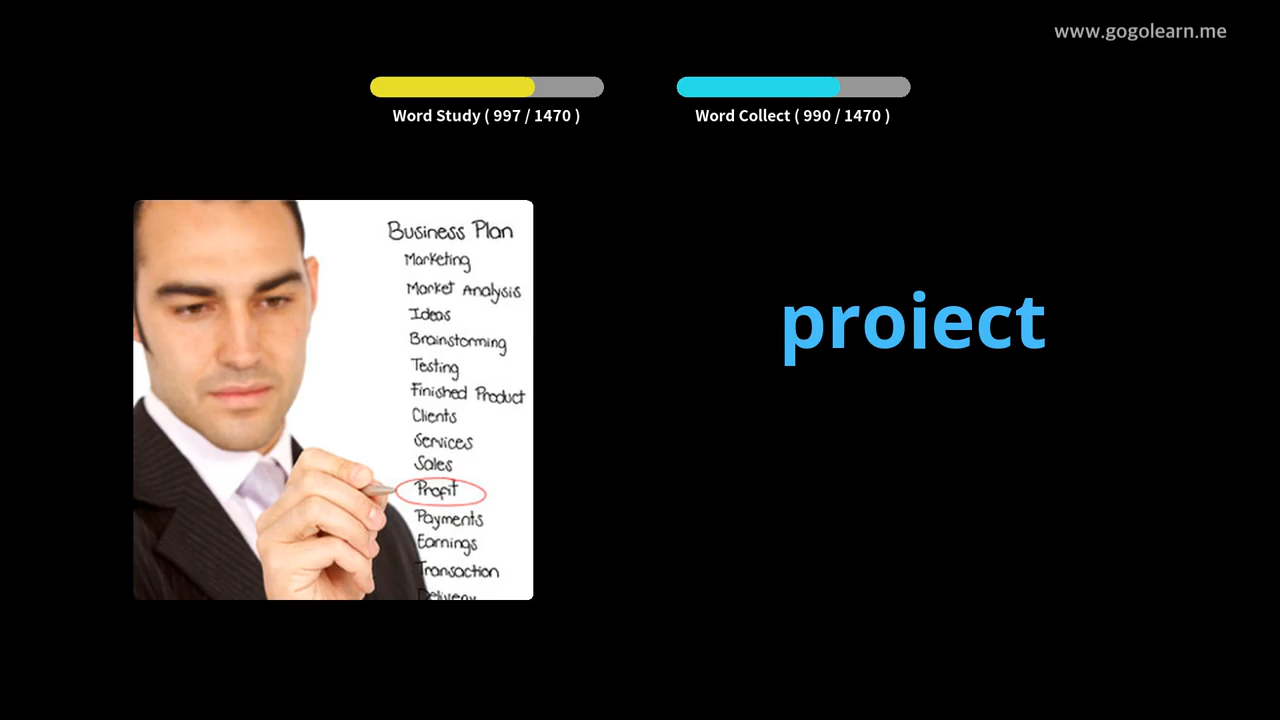 www.gogolearn.me
Word Study ( 997 / 1470 )
Word Collect ( 990 / 1470 )
Business Plan
Marketing
Market Analysis
Ideas
Brainstorming
Testing
Finished Product
Clients
Services
Sales
Profit
Payments
Earnings
Transaction
Delivery
proiect